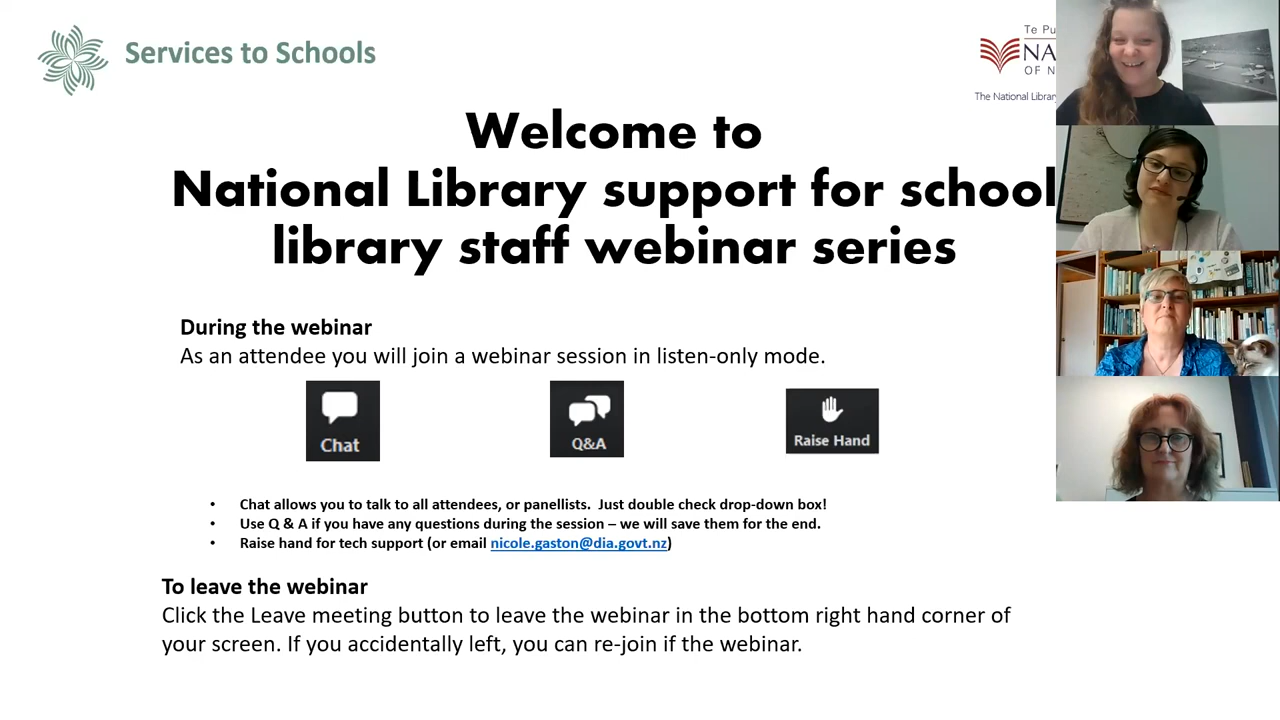 Services to Schools
Te Pu
NA
OF N
The National Library
Welcome to
National Library support for school
library staff webinar series
During the webinar
As an attendee you will join a webinar session in listen-only mode.
Chat
Q&A
Raise Hand
• Chat allows you to talk to all attendees, or panellists. Just double check drop-down box!
• Use Q & A if you have any questions during the session – we will save them for the end.
• Raise hand for tech support (or email nicole.gaston@dia.govt.nz)
To leave the webinar
Click the Leave meeting button to leave the webinar in the bottom right hand corner of
your screen. If you accidentally left, you can re-join if the webinar.